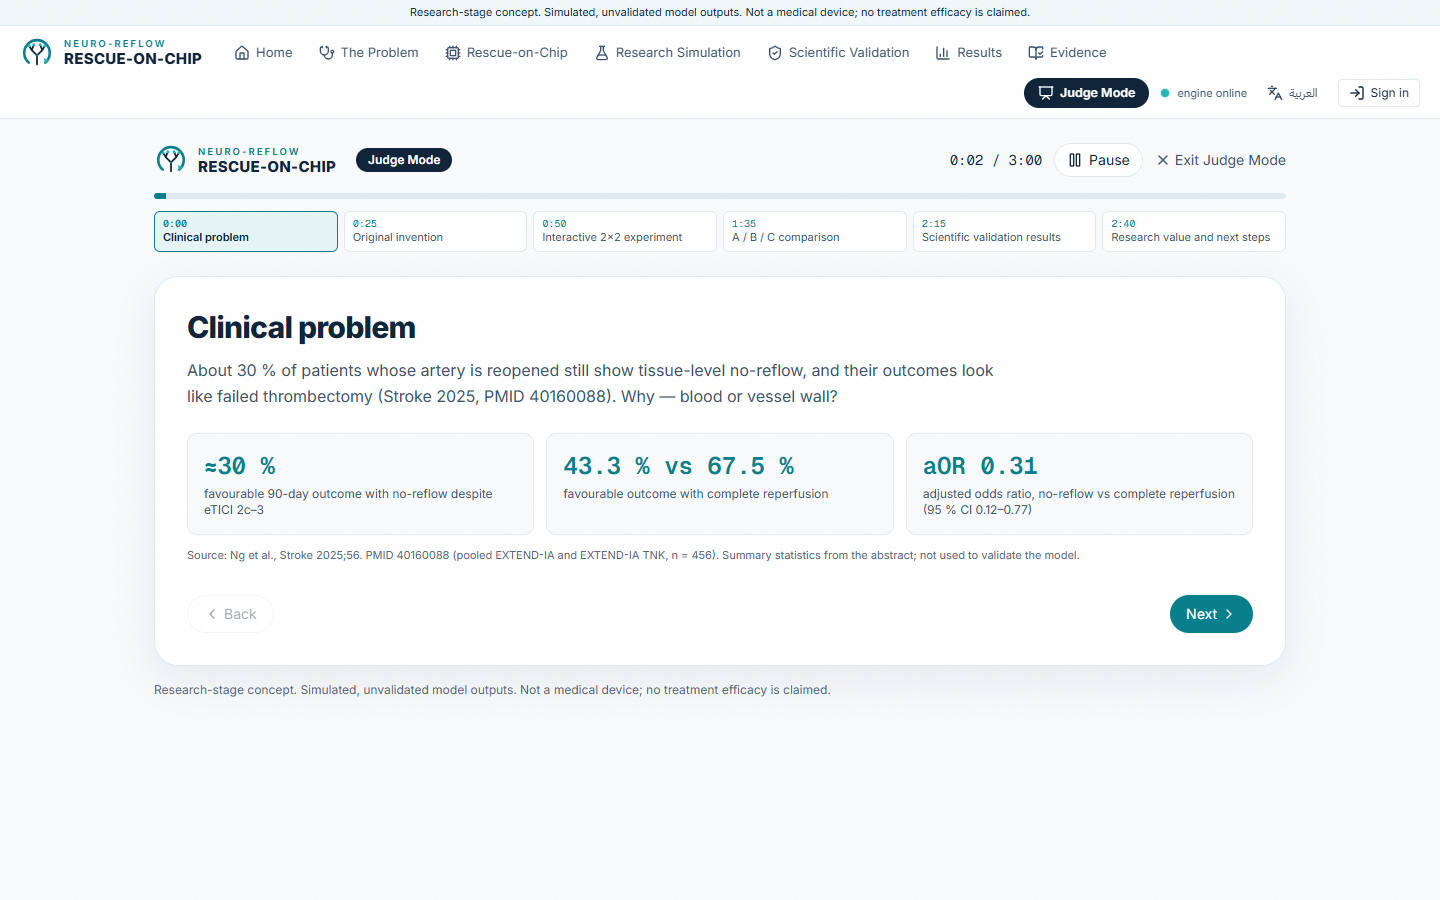 Research-stage concept. Simulated, unvalidated model outputs. Not a medical device; no treatment efficacy is claimed.
NEURO-REFLOW
RESCUE-ON-CHIP
Home
The Problem
Rescue-on-Chip
Research Simulation
Scientific Validation
Results
Evidence
Judge Mode
engine online
العربية
Sign in
NEURO-REFLOW
RESCUE-ON-CHIP
Judge Mode
0:02 / 3:00
Pause
Exit Judge Mode
0:00
Clinical problem
0:25
Original invention
0:50
Interactive 2×2 experiment
1:35
A / B / C comparison
2:15
Scientific validation results
2:40
Research value and next steps
Clinical problem
About 30 % of patients whose artery is reopened still show tissue-level no-reflow, and their outcomes look
like failed thrombectomy (Stroke 2025, PMID 40160088). Why — blood or vessel wall?
≈30 %
favourable 90-day outcome with no-reflow despite
eTICI 2c–3
43.3 % vs 67.5 %
favourable outcome with complete reperfusion
aOR 0.31
adjusted odds ratio, no-reflow vs complete reperfusion
(95 % CI 0.12–0.77)
Source: Ng et al., Stroke 2025;56. PMID 40160088 (pooled EXTEND-IA and EXTEND-IA TNK, n = 456). Summary statistics from the abstract; not used to validate the model.
Back
Next
Research-stage concept. Simulated, unvalidated model outputs. Not a medical device; no treatment efficacy is claimed.